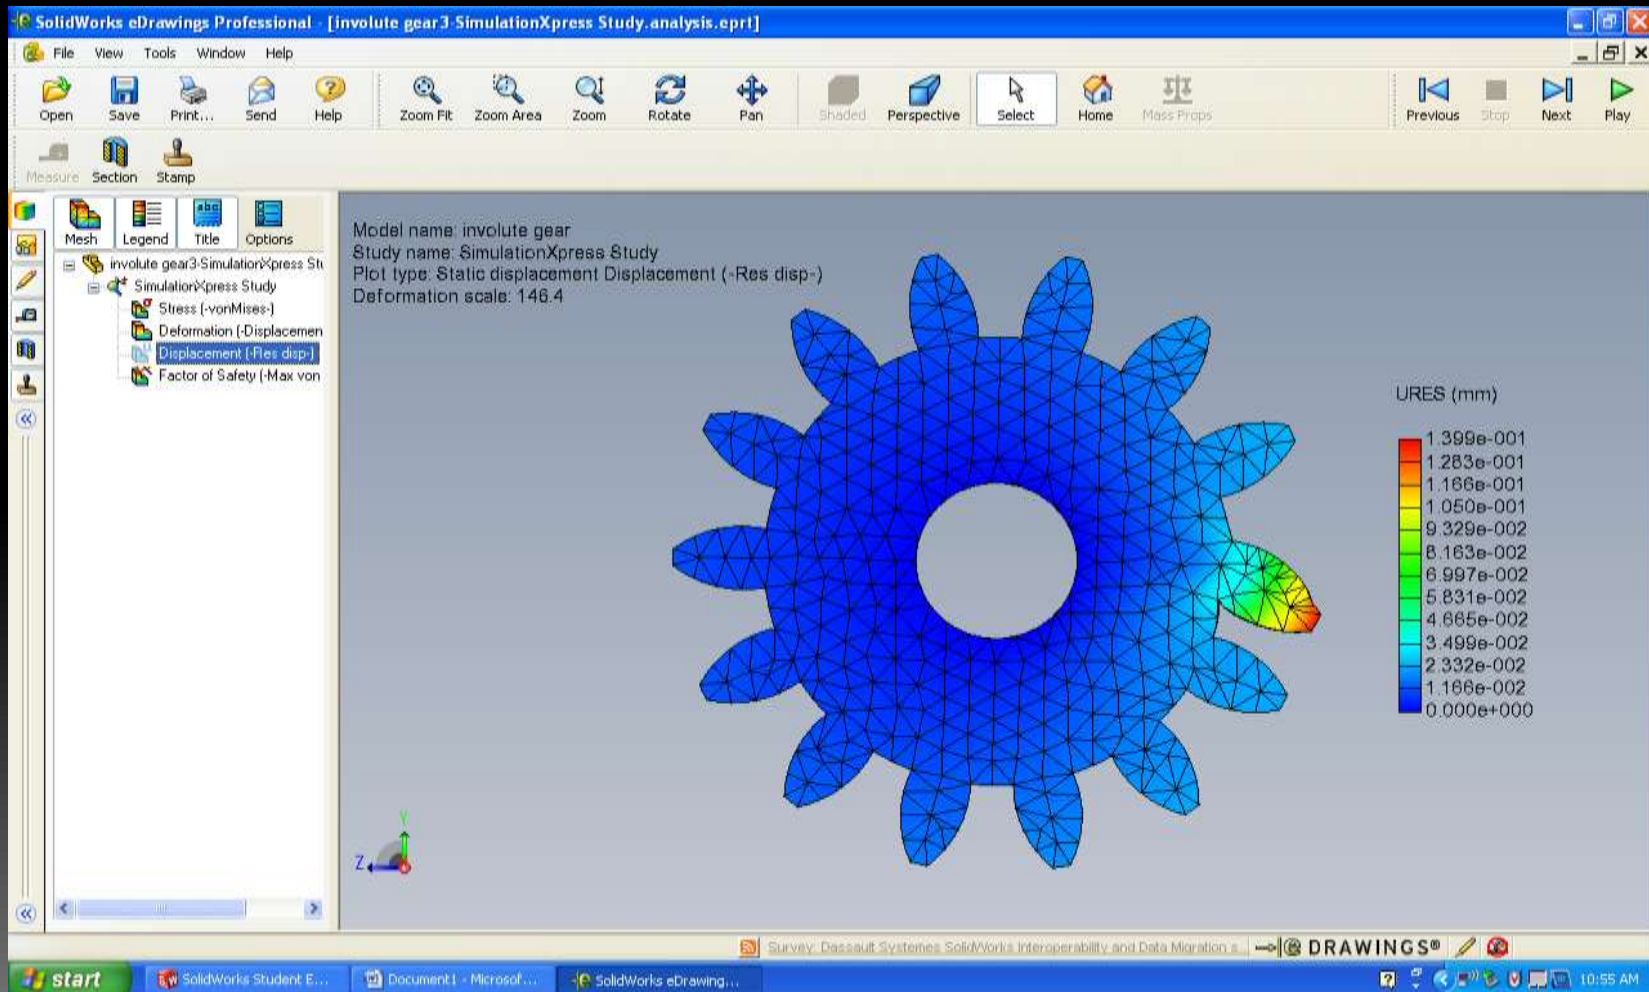 SolidWorks eDrawings Professional - [involute gear3-SimulationXpress Study.analysis.eprt]
File View Tools Window Help
Open Save Print... Send Help Zoom Fit Zoom Area Zoom Rotate Pan Shaded Perspective Select Home Mass Props Previous Stop Next Play
Measure Section Stamp
Mesh Legend Title Options
involute gear3-SimulationXpress Stu
SimulationXpress Study
Stress (-vonMises-)
Deformation (-Displacemen
Displacement (-Res disp-)
Factor of Safety (-Max von
Model name: involute gear
Study name: SimulationXpress Study
Plot type: Static displacement Displacement (-Res disp-)
Deformation scale: 146.4
URES (mm)
1.399e-001
1.283e-001
1.166e-001
1.050e-001
9.329e-002
8.163e-002
6.997e-002
5.831e-002
4.665e-002
3.499e-002
2.332e-002
1.166e-002
0.000e+000
Y
Z
Survey: Dassault Systemes SolidWorks Interoperability and Data Migration s...
DRAWINGS®
start SolidWorks Student E... Document1 - Microsof... SolidWorks eDrawing... 10:55 AM